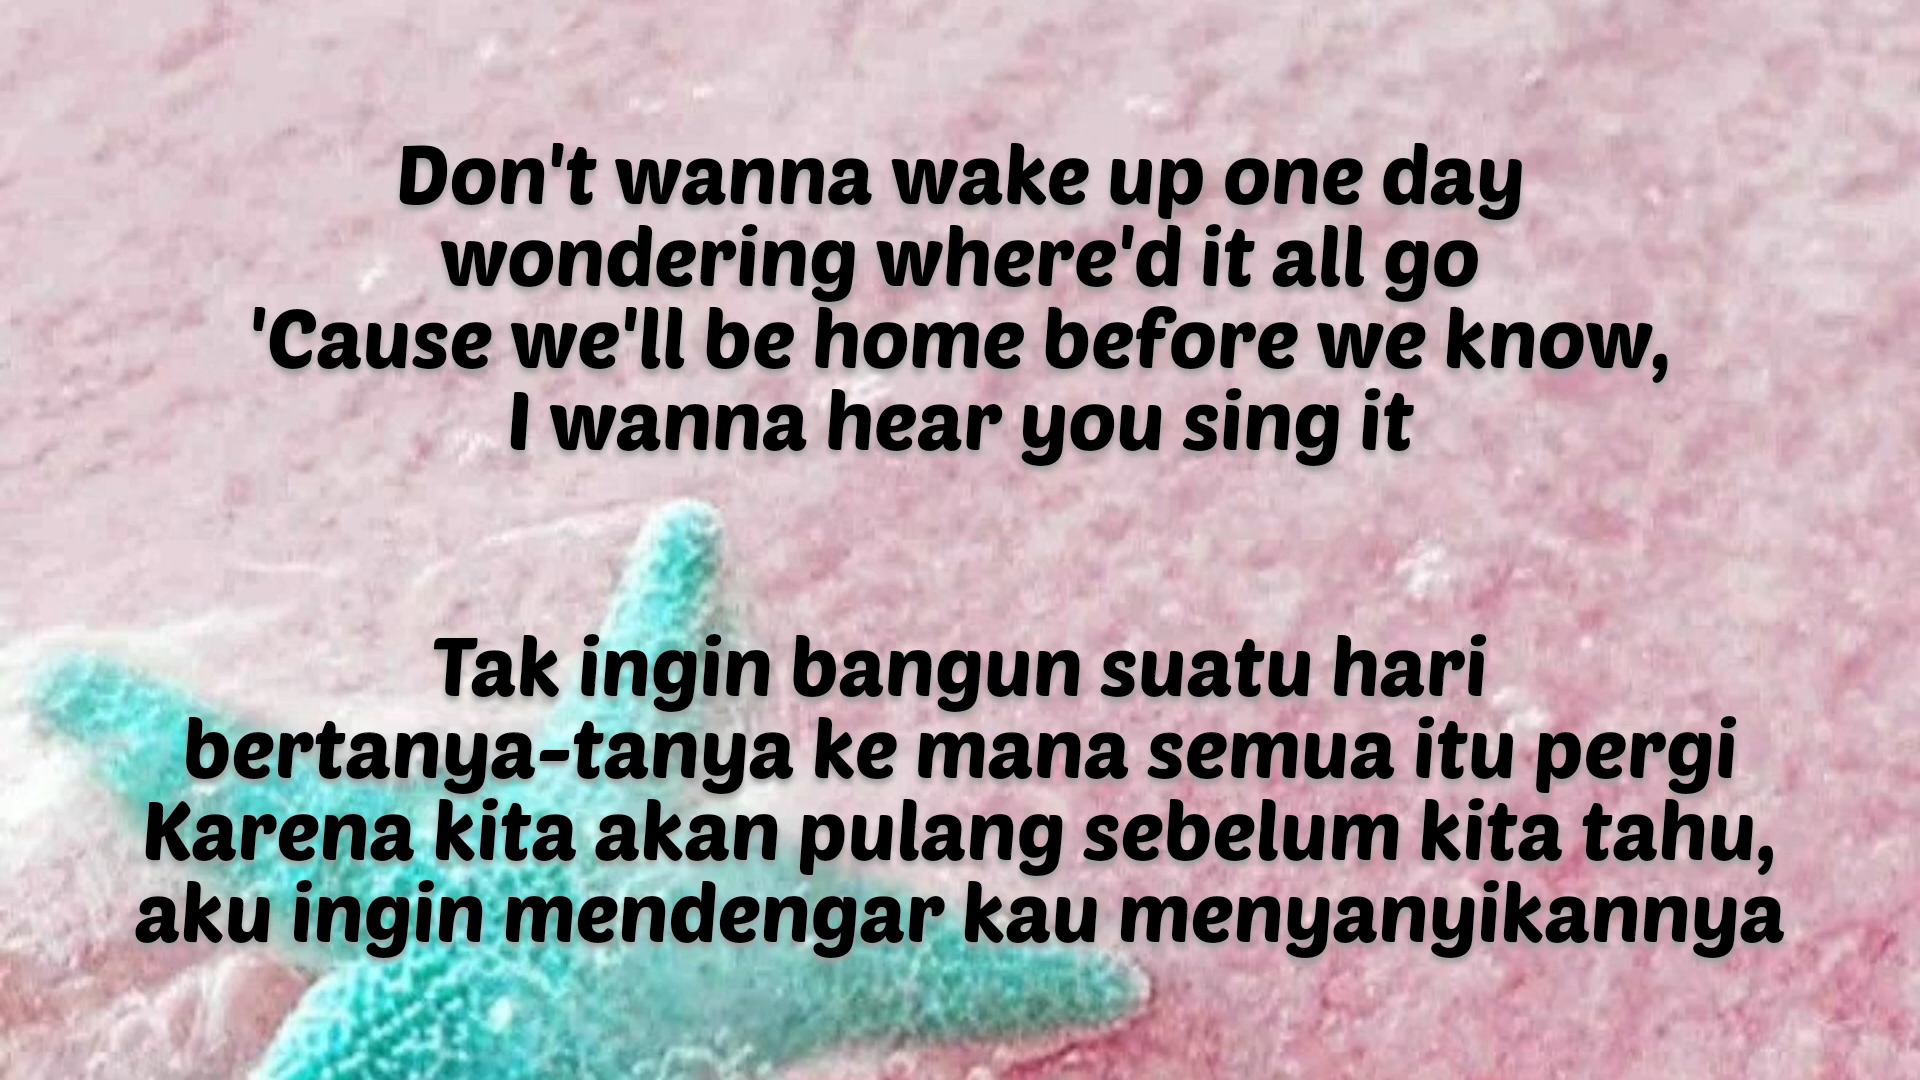 Don't wanna wake up one day
wondering where'd it all go
'Cause we'll be home before we know,
I wanna hear you sing it
Tak ingin bangun suatu hari
bertanya-tanya ke mana semua itu pergi
Karena kita akan pulang sebelum kita tahu,
aku ingin mendengar kau menyanyikannya